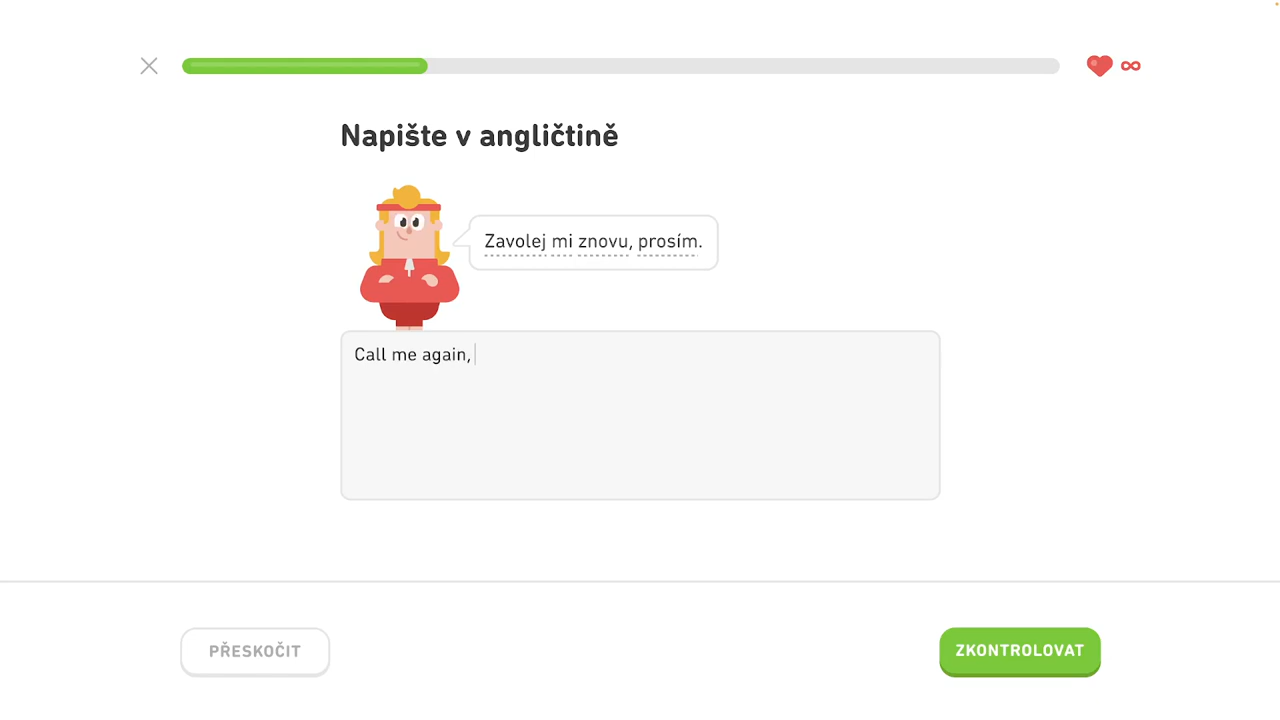 ∞
Napište v angličtině
Zavolej mi znovu, prosím.
Call me again,
PŘESKOČIT
ZKONTROLOVAT